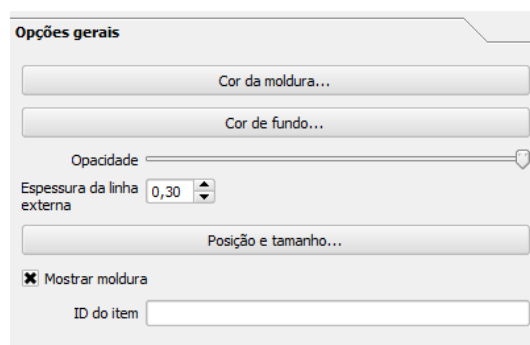 Opções gerais
Cor da moldura...
Cor de fundo...
Opacidade
Espessura da linha
externa
0,30
Posição e tamanho...
Mostrar moldura
ID do item